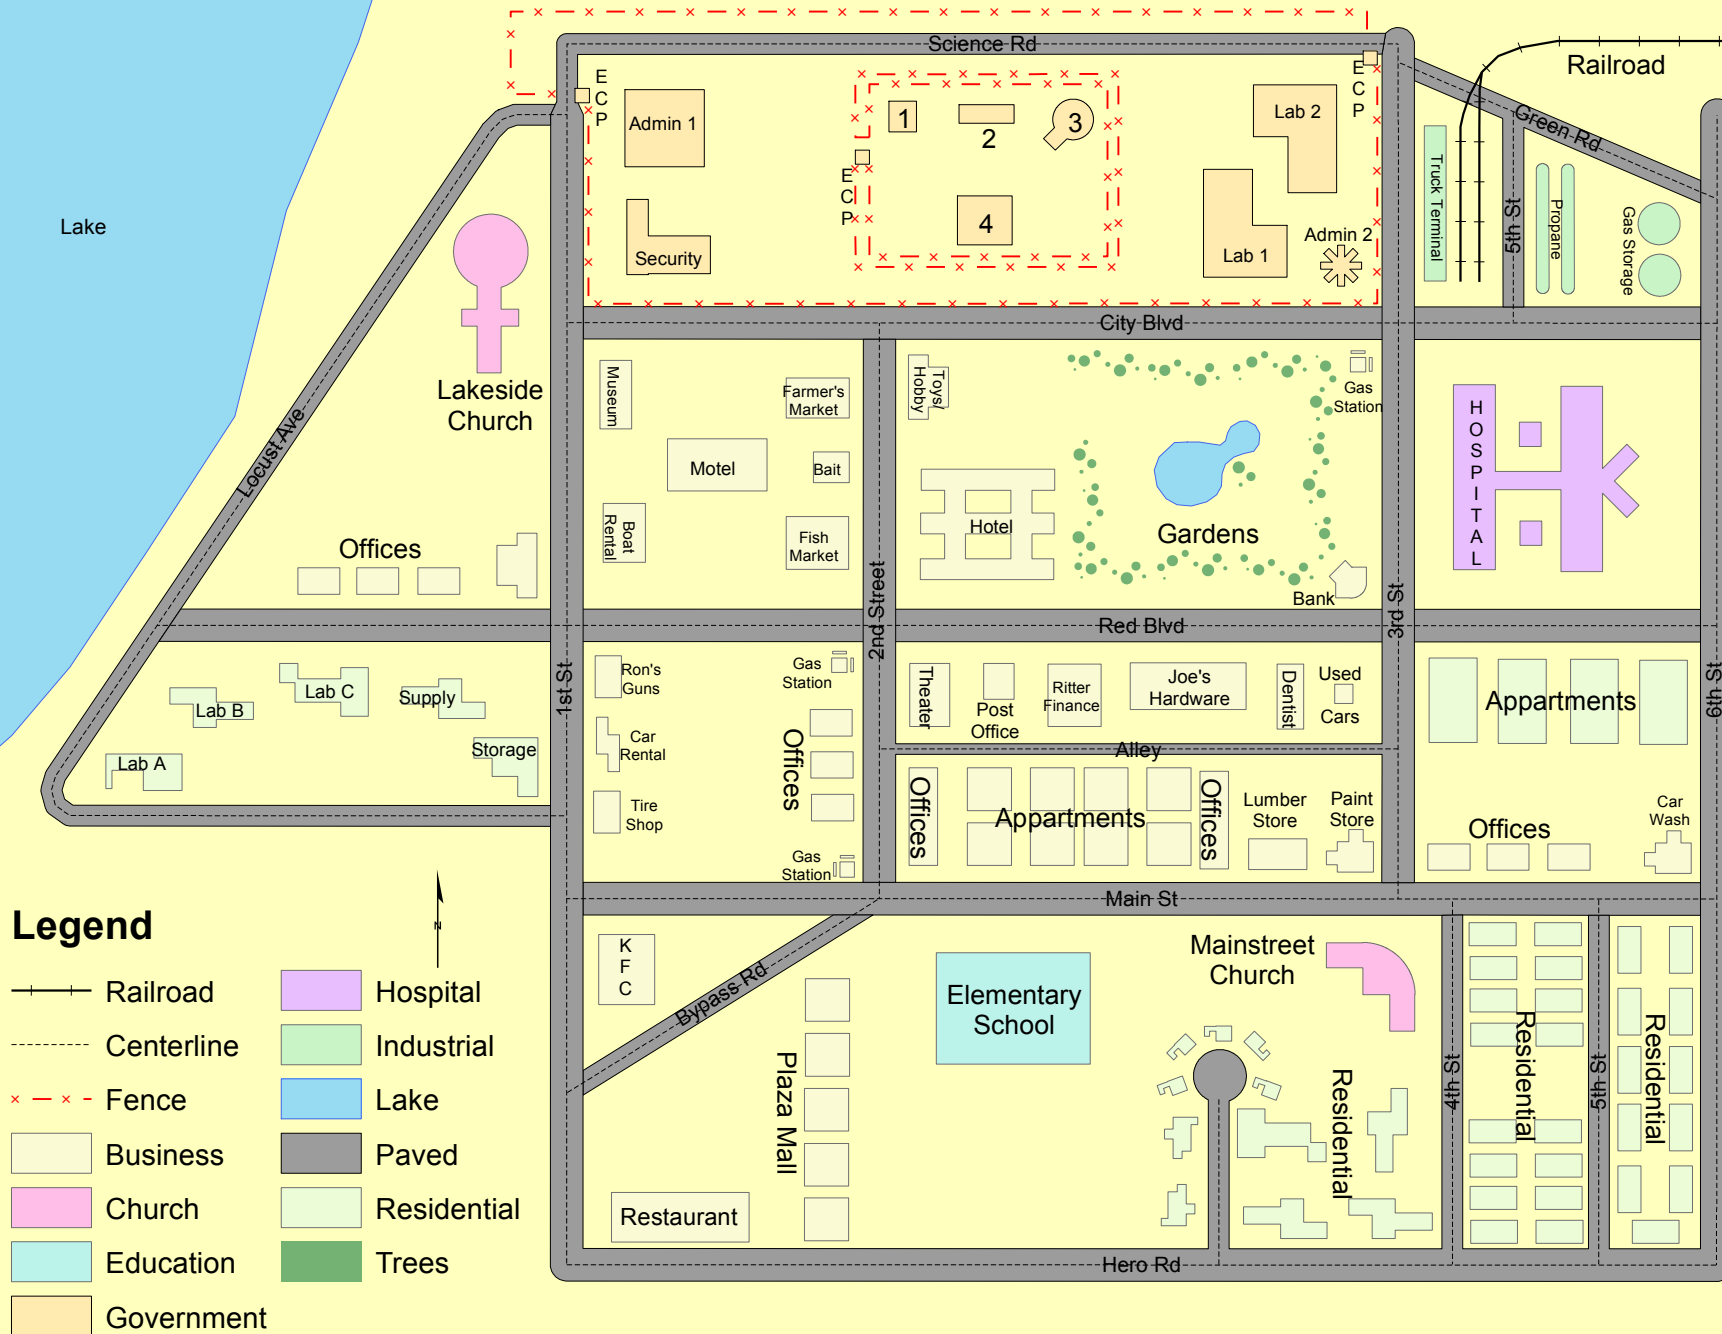 Science Rd
Railroad
E
C
P
E
C
P
Admin 1
1
2
3
Lab 2
Green Rd
Truck Terminal
E
C
P
4
Security
Lab 1
Admin 2
5th St
Propane
Gas Storage
Lake
City Blvd
Lakeside
Church
Museum
Farmer's
Market
Toys/
Hobby
Gas
Station
Motel
Bait
HOSPITAL
Locust Ave
Boat
Rental
Fish
Market
Hotel
Gardens
Offices
Bank
2nd Street
3rd St
Red Blvd
1st St
6th St
Ron's
Guns
Gas
Station
Theater
Post
Office
Ritter
Finance
Joe's
Hardware
Dentist
Used
Cars
Appartments
Lab C
Lab B
Supply
Storage
Lab A
Car
Rental
Offices
Alley
Tire
Shop
Offices
Appartments
Offices
Lumber
Store
Paint
Store
Offices
Car
Wash
Gas
Station
Main St
N
K
F
C
Bypass Rd
Plaza Mall
Elementary
School
Mainstreet
Church
Residential
4th St
Residential
5th St
Residential
Restaurant
Hero Rd
Legend
Railroad
Centerline
Fence
Business
Church
Education
Government
Hospital
Industrial
Lake
Paved
Residential
Trees